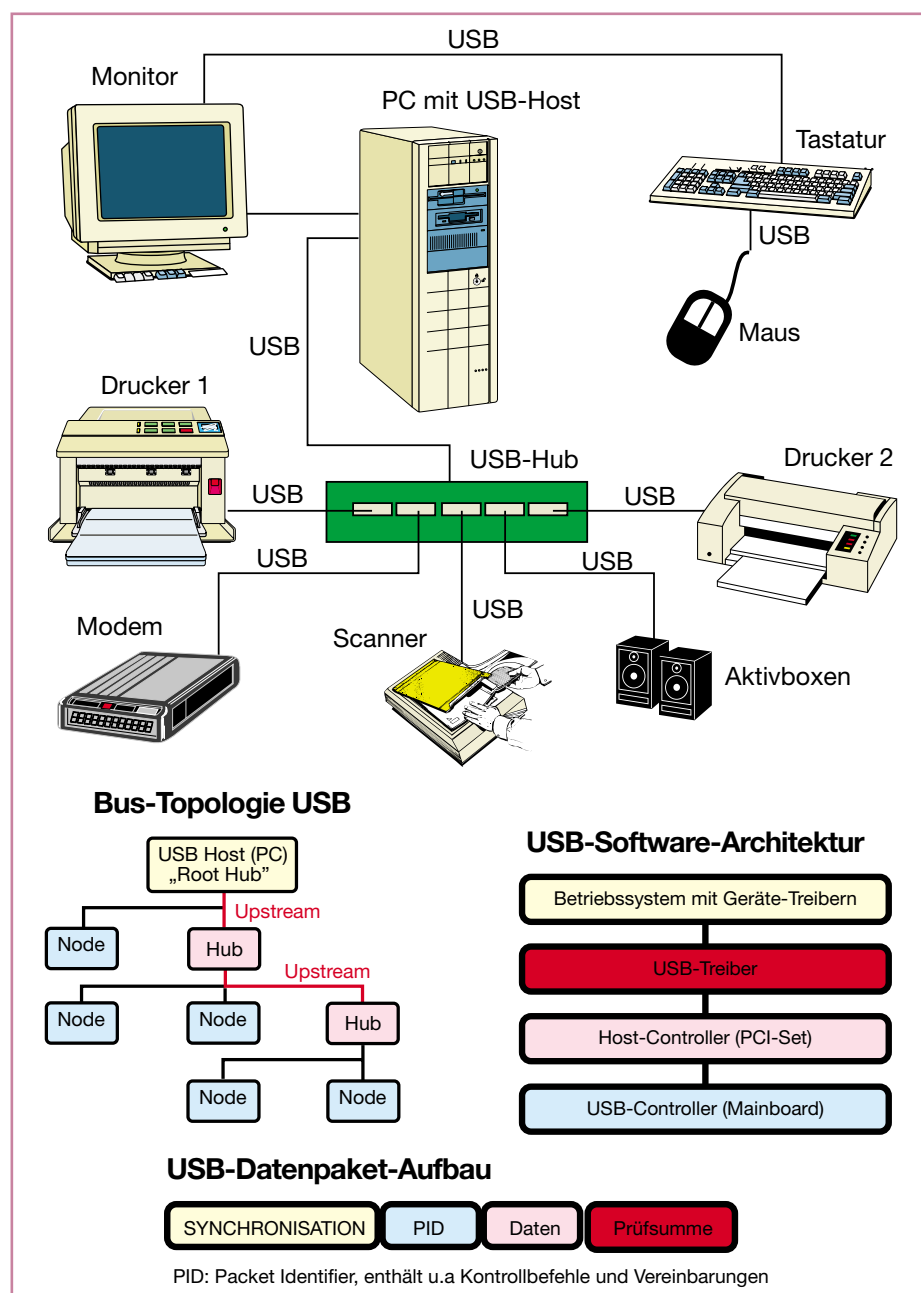 USB
Monitor
PC mit USB-Host
Tastatur
USB
Maus
USB
Drucker 1
USB-Hub
Drucker 2
USB
USB
USB
USB
USB
Modem
Scanner
Aktivboxen
Bus-Topologie USB
USB Host (PC)
„Root Hub”
Upstream
Node
Hub
Upstream
Node
Node
Hub
Node
Node
USB-Software-Architektur
Betriebssystem mit Geräte-Treibern
USB-Treiber
Host-Controller (PCI-Set)
USB-Controller (Mainboard)
USB-Datenpaket-Aufbau
SYNCHRONISATION
PID
Daten
Prüfsumme
PID: Packet Identifier, enthält u.a Kontrollbefehle und Vereinbarungen